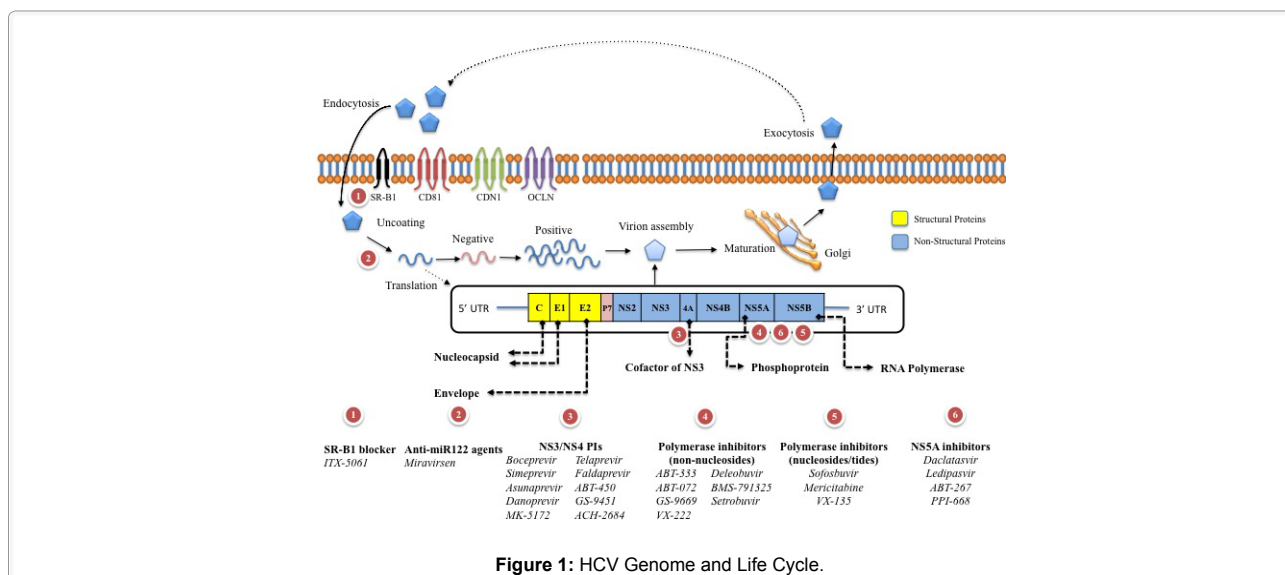 Endocytosis
Exocytosis
1
SR-B1
CD81
CDN1
OCLN
Uncoating
Structural Proteins
Non-Structural Proteins
2
Negative
Positive
Virion assembly
Maturation
Golgi
Translation
5' UTR
C
E1
E2
P7
NS2
NS3
4A
NS4B
NS5A
NS5B
3' UTR
3
4
6
5
Nucleocapsid
Cofactor of NS3
Phosphoprotein
RNA Polymerase
Envelope
1
SR-B1 blocker
ITX-5061
2
Anti-miR122 agents
Miravirsen
3
NS3/NS4 PIs
Boceprevir Telaprevir
Simeprevir Faldaprevir
Asunaprevir ABT-450
Danoprevir GS-9451
MK-5172 ACH-2684
4
Polymerase inhibitors
(non-nucleosides)
ABT-333 Deleobuvir
ABT-072 BMS-791325
GS-9669 Setrobuvir
VX-222
5
Polymerase inhibitors
(nucleosides/tides)
Sofosbuvir
Mericitabine
VX-135
6
NS5A inhibitors
Daclatasvir
Ledipasvir
ABT-267
PPI-668
Figure 1: HCV Genome and Life Cycle.